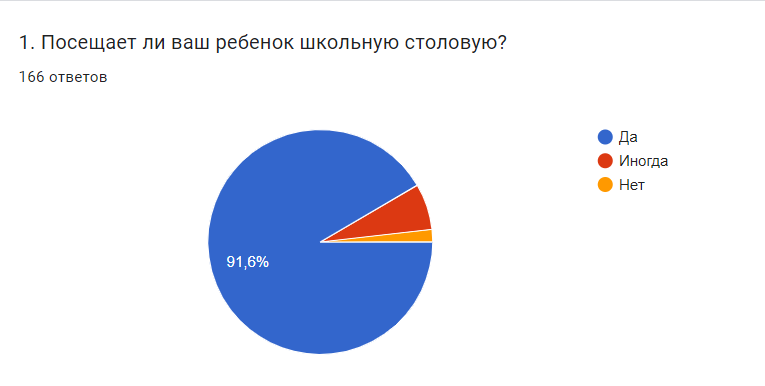 1. Посещает ли ваш ребенок школьную столовую?
166 ответов
Да
Иногда
Нет
91,6%